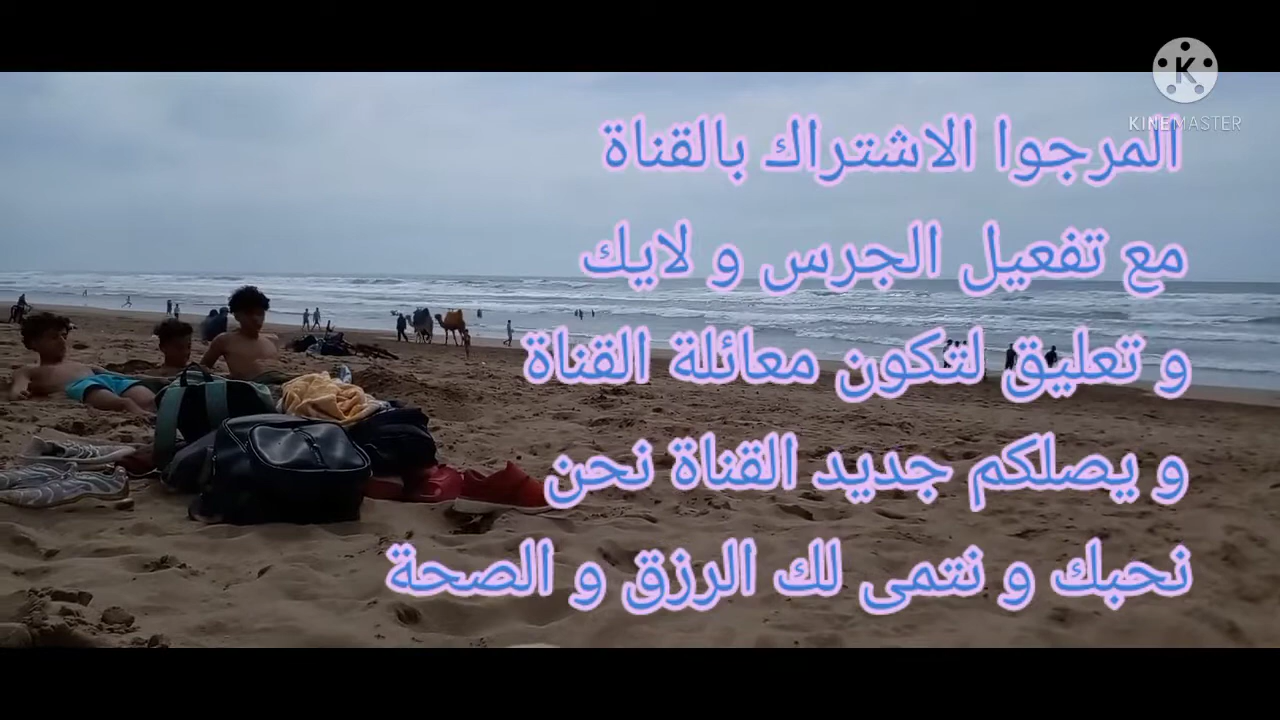 KINEMASTER
المرجوا الاشتراك بالقناة
مع تفعيل الجرس و لايك
و تعليق لتكون معائلة القناة
و يصلكم جديد القناة نحن
نحبك و نتمى لك الرزق و الصحة